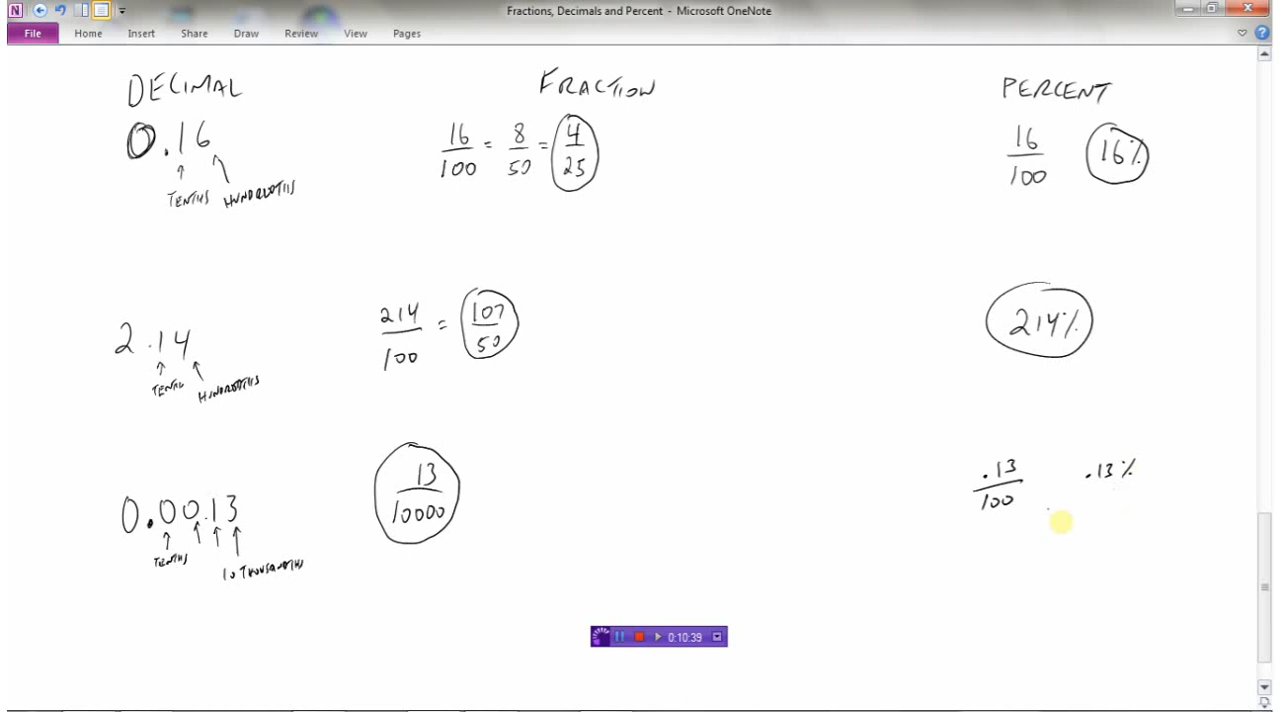 Fractions, Decimals and Percent - Microsoft OneNote
File Home Insert Share Draw Review View Pages
DECIMAL FRACTION PERCENT
0.16 16/100 = 8/50 = 4/25 16/100 16%
TENTHS HUNDREDTHS
2.14 214/100 = 107/50 214%
TENTHS HUNDREDTHS
0.0013 13/10000 .13/100 .13%
TENTHS 10 THOUSANDTHS
0:10:39